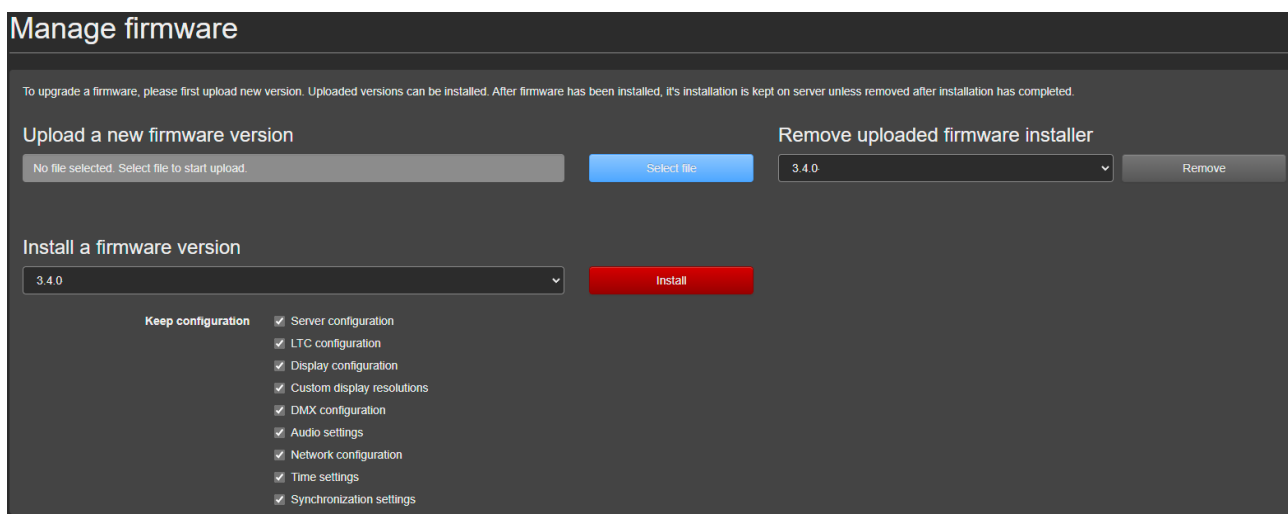 Manage firmware
To upgrade a firmware, please first upload new version. Uploaded versions can be installed. After firmware has been installed, it's installation is kept on server unless removed after installation has completed.
Upload a new firmware version
Remove uploaded firmware installer
No file selected. Select file to start upload.
Select file
3.4.0-
Remove
Install a firmware version
3.4.0
Install
Keep configuration
Server configuration
LTC configuration
Display configuration
Custom display resolutions
DMX configuration
Audio settings
Network configuration
Time settings
Synchronization settings